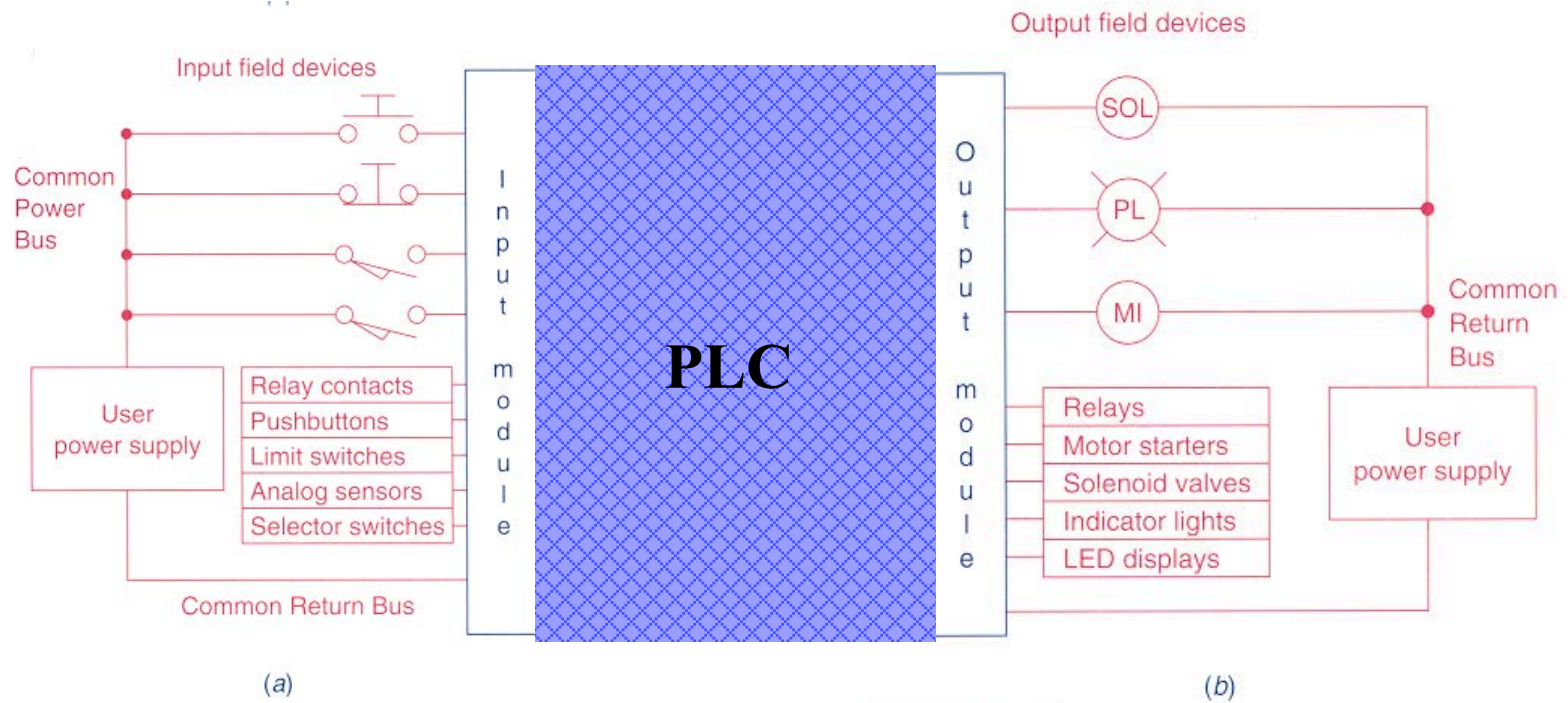 Output field devices
Input field devices
Common
Power
Bus
SOL
PL
MI
Common
Return
Bus
Input module
PLC
Output module
User
power supply
Relay contacts
Pushbuttons
Limit switches
Analog sensors
Selector switches
Relays
Motor starters
Solenoid valves
Indicator lights
LED displays
User
power supply
Common Return Bus
(a)
(b)